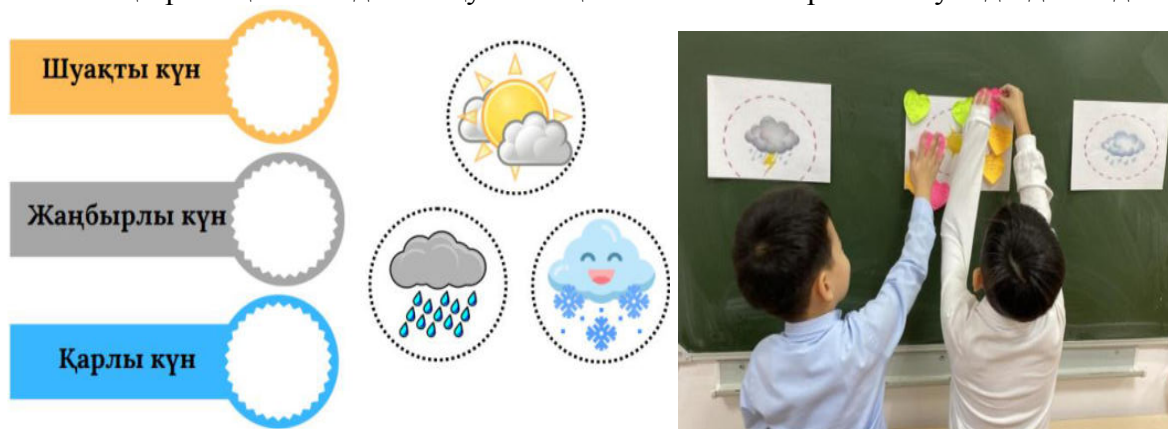 Шуақты күн
Жаңбырлы күн
Қарлы күн